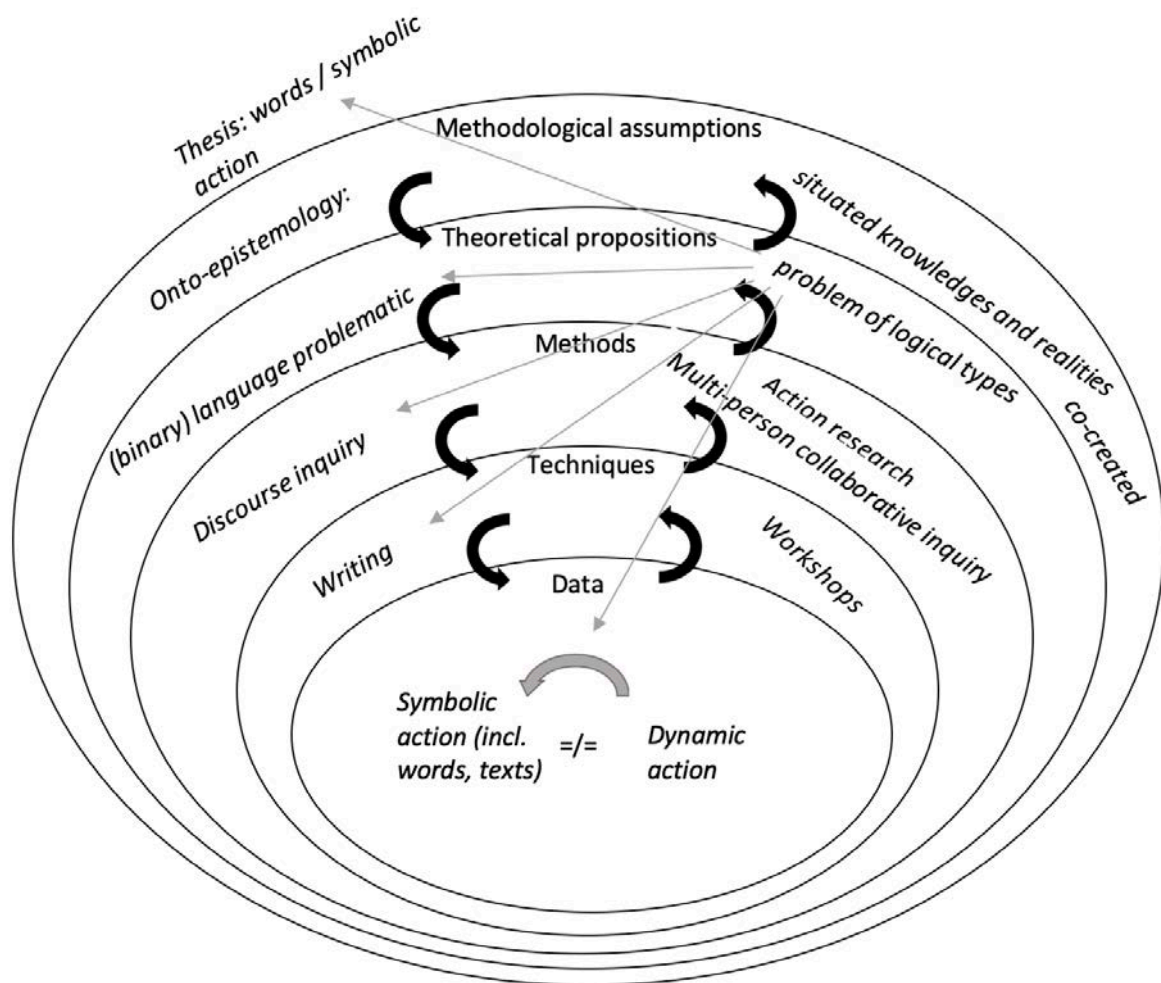 Thesis: words / symbolic
action
Methodological assumptions
Onto-epistemology:
situated knowledges and realities
co-created
Theoretical propositions
(binary) language problematic
problem of logical types
Methods
Discourse inquiry
Action research
Multi-person collaborative inquiry
Techniques
Writing
Workshops
Data
Symbolic
action (incl.
words, texts)
=/=
Dynamic
action